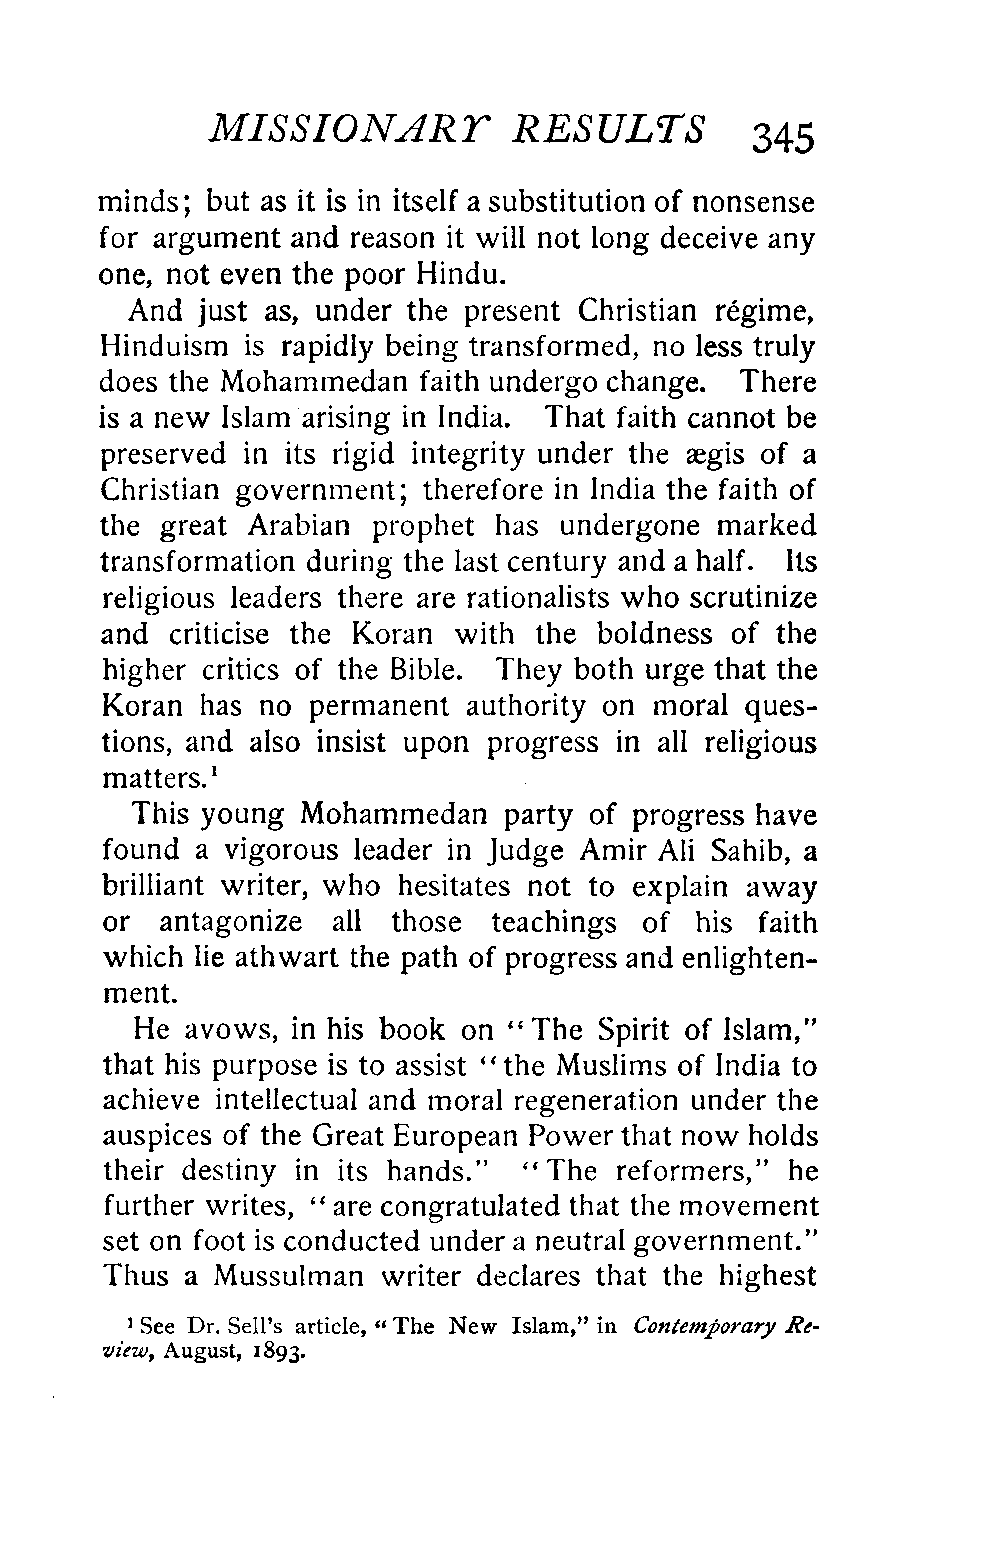 MISSIONARY RESULTS 345
minds; but as it is in itself a substitution of nonsense
for argument and reason it will not long deceive any
one, not even the poor Hindu.
And just as, under the present Christian régime,
Hinduism is rapidly being transformed, no less truly
does the Mohammedan faith undergo change. There
is a new Islam arising in India. That faith cannot be
preserved in its rigid integrity under the ægis of a
Christian government; therefore in India the faith of
the great Arabian prophet has undergone marked
transformation during the last century and a half. Its
religious leaders there are rationalists who scrutinize
and criticise the Koran with the boldness of the
higher critics of the Bible. They both urge that the
Koran has no permanent authority on moral ques-
tions, and also insist upon progress in all religious
matters.¹
This young Mohammedan party of progress have
found a vigorous leader in Judge Amir Ali Sahib, a
brilliant writer, who hesitates not to explain away
or antagonize all those teachings of his faith
which lie athwart the path of progress and enlighten-
ment.
He avows, in his book on "The Spirit of Islam,"
that his purpose is to assist "the Muslims of India to
achieve intellectual and moral regeneration under the
auspices of the Great European Power that now holds
their destiny in its hands." "The reformers," he
further writes, "are congratulated that the movement
set on foot is conducted under a neutral government."
Thus a Mussulman writer declares that the highest
¹ See Dr. Sell's article, "The New Islam," in Contemporary Re-
view, August, 1893.